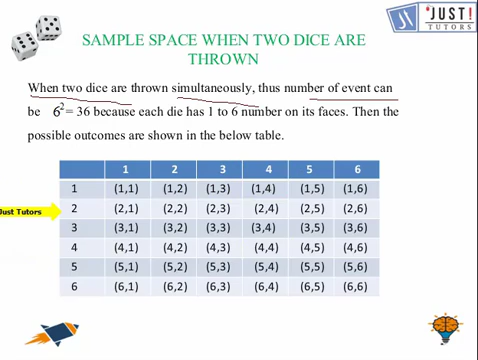 JUST!
TUTORS
SAMPLE SPACE WHEN TWO DICE ARE
THROWN
When two dice are thrown simultaneously, thus number of event can
be 6² = 36 because each die has 1 to 6 number on its faces. Then the
possible outcomes are shown in the below table.
1 2 3 4 5 6
1 (1,1) (1,2) (1,3) (1,4) (1,5) (1,6)
Just Tutors
2 (2,1) (2,2) (2,3) (2,4) (2,5) (2,6)
3 (3,1) (3,2) (3,3) (3,4) (3,5) (3,6)
4 (4,1) (4,2) (4,3) (4,4) (4,5) (4,6)
5 (5,1) (5,2) (5,3) (5,4) (5,5) (5,6)
6 (6,1) (6,2) (6,3) (6,4) (6,5) (6,6)